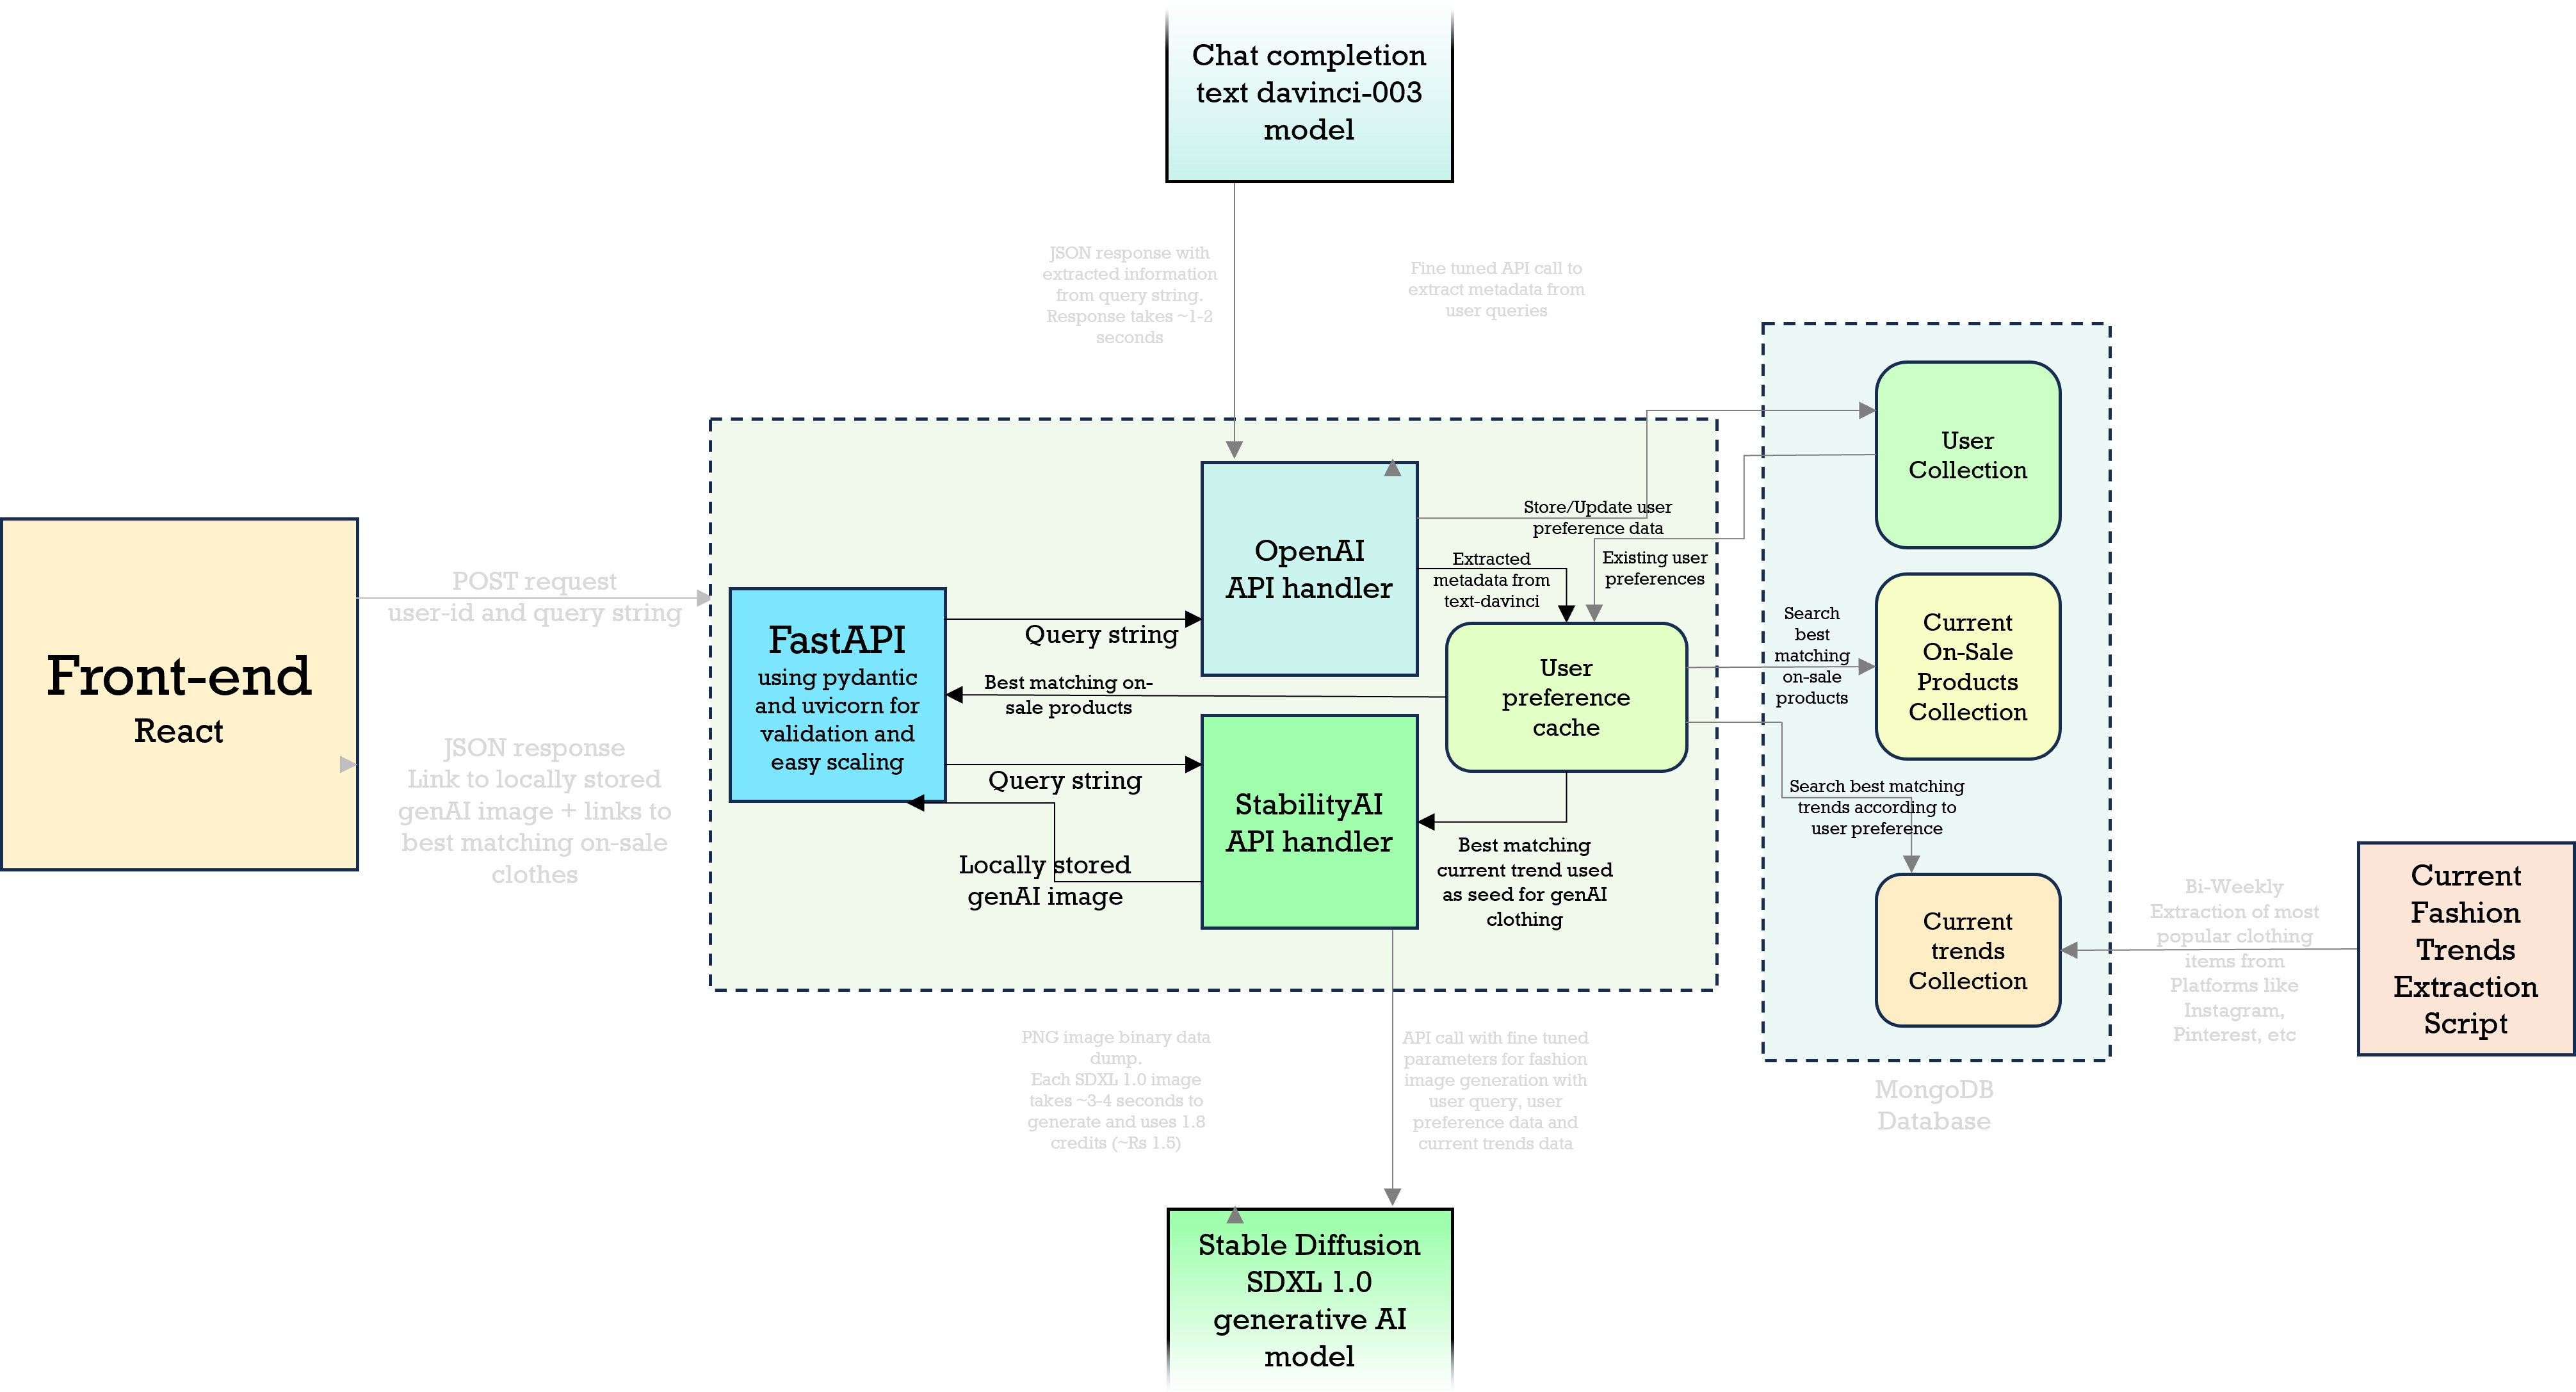 Chat completion
text davinci-003
model
JSON response with
extracted information
from query string.
Response takes ~1-2
seconds
Fine tuned API call to
extract metadata from
user queries
Front-end
React
POST request
user-id and query string
JSON response
Link to locally stored
genAI image + links to
best matching on-sale
clothes
FastAPI
using pydantic
and uvicorn for
validation and
easy scaling
Query string
Best matching on-
sale products
Query string
Locally stored
genAI image
OpenAI
API handler
StabilityAI
API handler
Store/Update user
preference data
Extracted
metadata from
text-davinci
Existing user
preferences
User
preference
cache
Best matching
current trend used
as seed for genAI
clothing
Search
best
matching
on-sale
products
Search best matching
trends according to
user preference
User
Collection
Current
On-Sale
Products
Collection
Current
trends
Collection
MongoDB
Database
Bi-Weekly
Extraction of most
popular clothing
items from
Platforms like
Instagram,
Pinterest, etc
Current
Fashion
Trends
Extraction
Script
PNG image binary data
dump.
Each SDXL 1.0 image
takes ~3-4 seconds to
generate and uses 1.8
credits (~Rs 1.5)
API call with fine tuned
parameters for fashion
image generation with
user query, user
preference data and
current trends data
Stable Diffusion
SDXL 1.0
generative AI
model